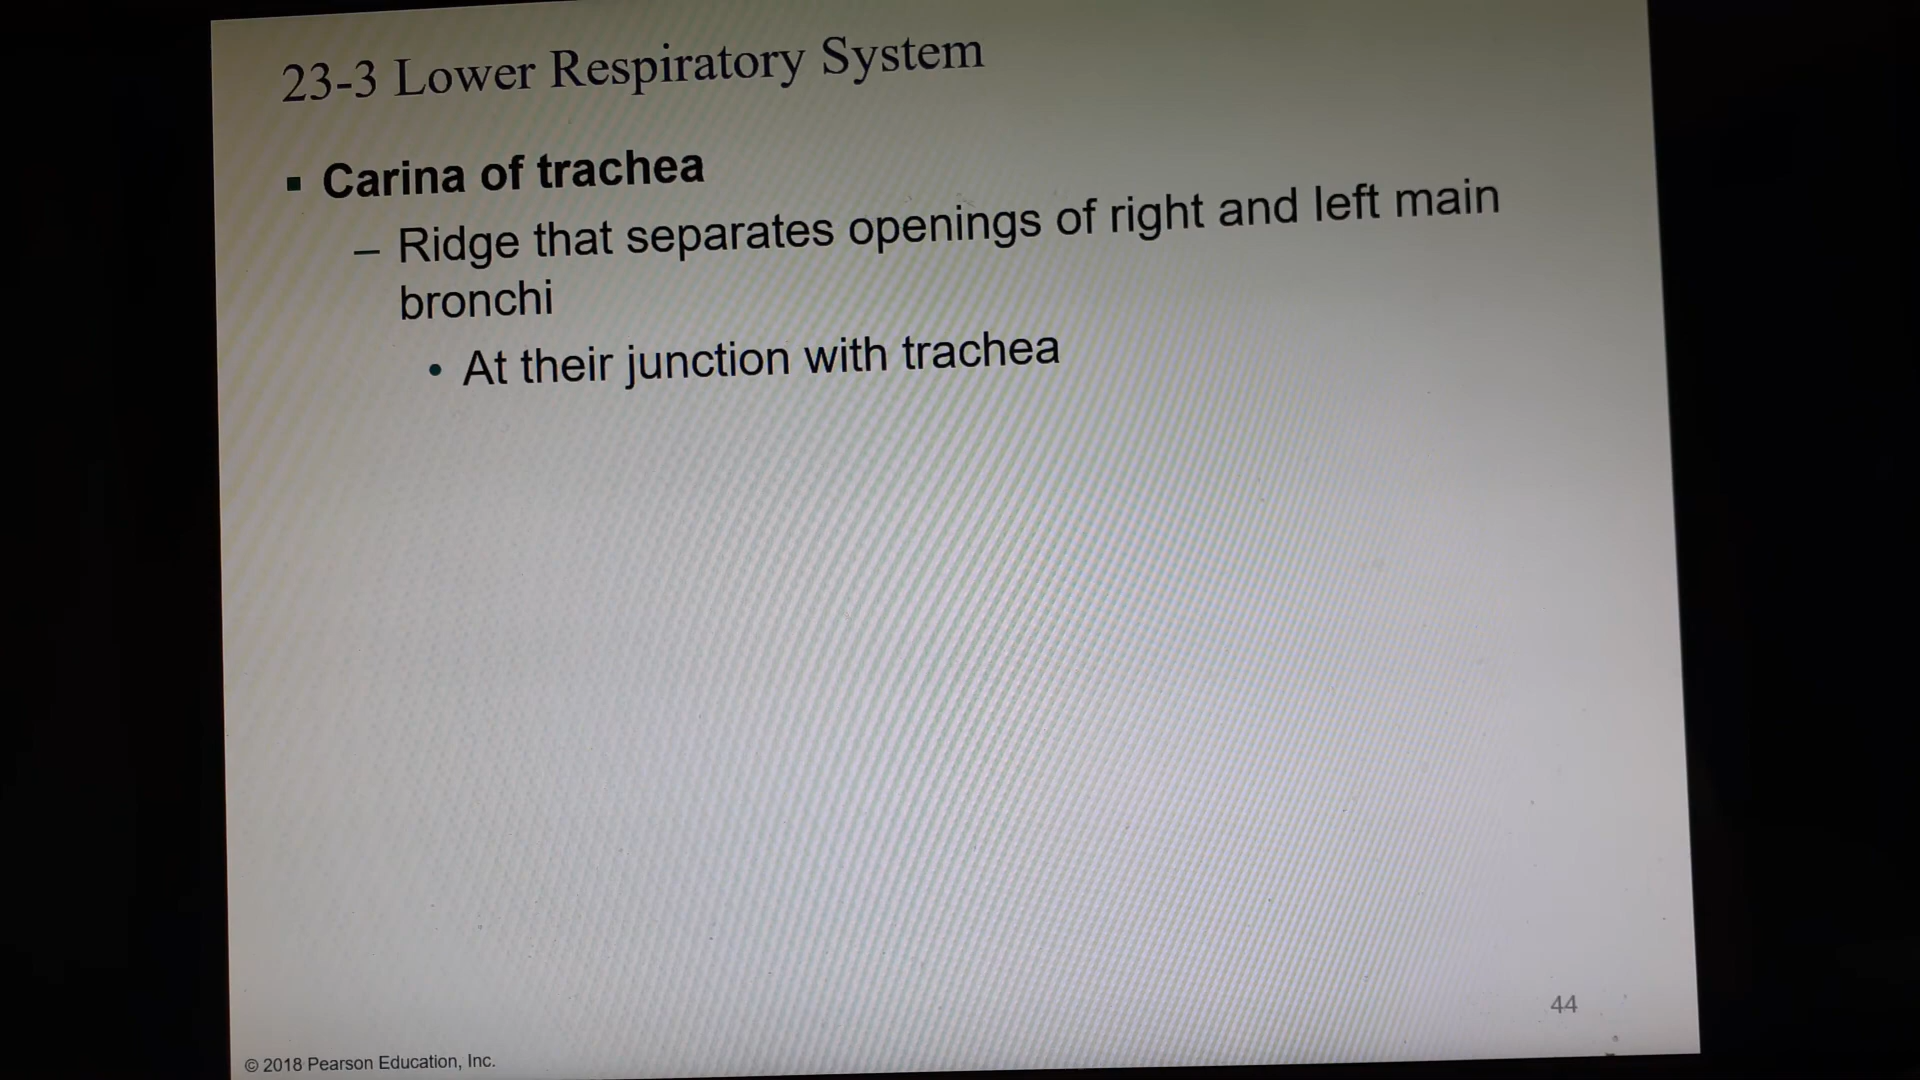 23-3 Lower Respiratory System
▪ Carina of trachea
– Ridge that separates openings of right and left main
bronchi
• At their junction with trachea
44
© 2018 Pearson Education, Inc.